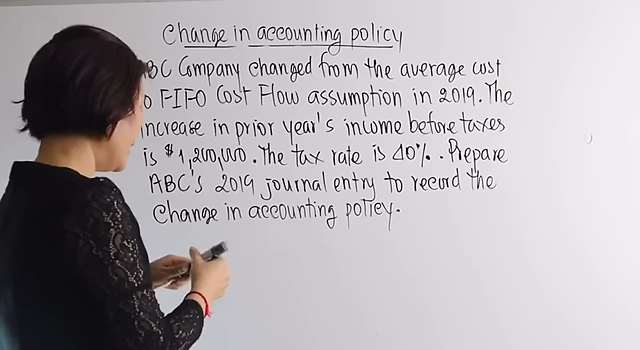 Change in accounting policy
BC Company changed from the average cost
o FIFO Cost Flow assumption in 2019. The
increase in prior year's income before taxes
is $1,200,000. The tax rate is 40%. Prepare
ABC's 2019 journal entry to record the
Change in accounting policy.